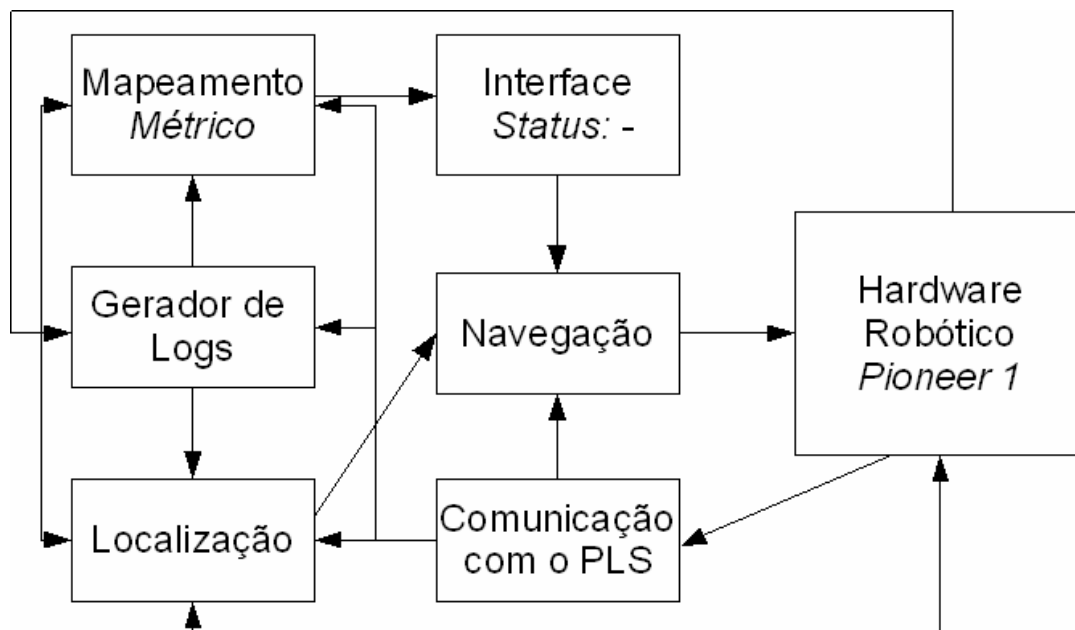 Mapeamento
Métrico
Interface
Status: -
Gerador de
Logs
Navegação
Hardware
Robótico
Pioneer 1
Localização
Comunicação
com o PLS